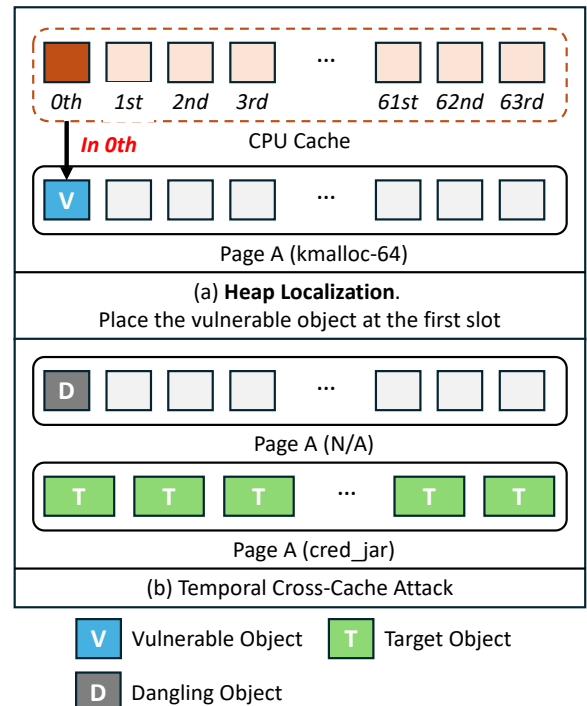 ...
0th 1st 2nd 3rd 61st 62nd 63rd
In 0th
CPU Cache
V ...
Page A (kmalloc-64)
(a) Heap Localization.
Place the vulnerable object at the first slot
D ...
Page A (N/A)
T T T ... T T
Page A (cred_jar)
(b) Temporal Cross-Cache Attack
V Vulnerable Object T Target Object
D Dangling Object